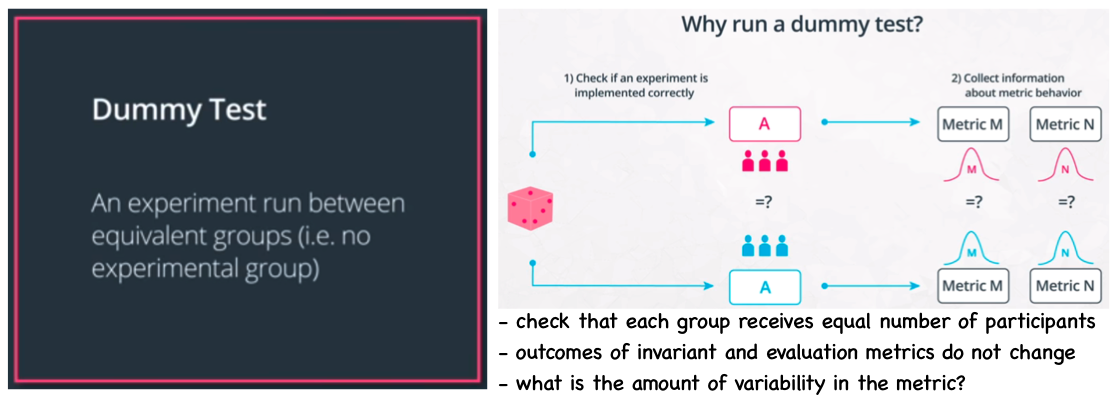 Dummy Test
An experiment run between
equivalent groups (i.e. no
experimental group)
Why run a dummy test?
1) Check if an experiment is
implemented correctly
2) Collect information
about metric behavior
A
Metric M
Metric N
M
N
=?
=?
=?
M
N
A
Metric M
Metric N
- check that each group receives equal number of participants
- outcomes of invariant and evaluation metrics do not change
- what is the amount of variability in the metric?